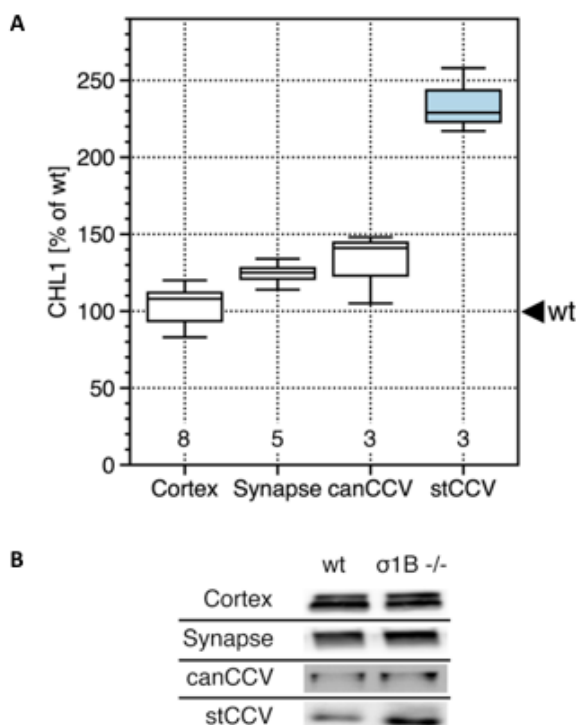 A
CHL1 [% of wt]
250
200
150
100
50
0
wt
8 5 3 3
Cortex Synapse canCCV stCCV
B
wt σ1B -/-
Cortex
Synapse
canCCV
stCCV